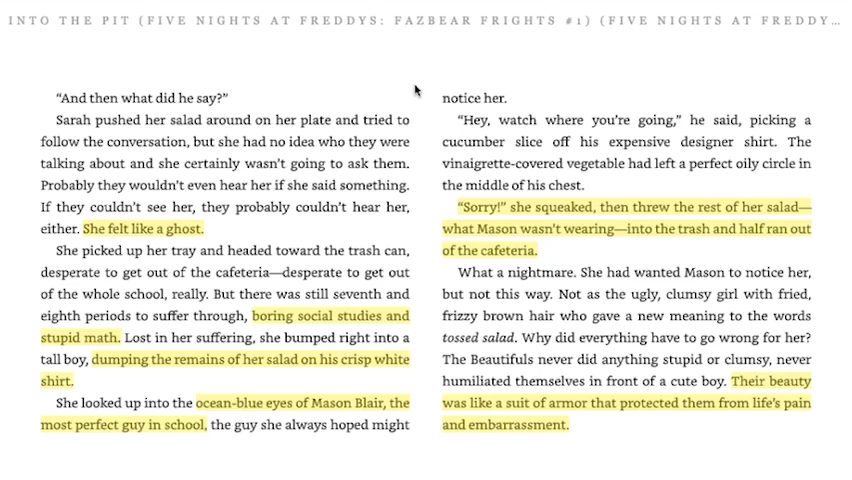 INTO THE PIT (FIVE NIGHTS AT FREDDYS: FAZBEAR FRIGHTS #1) (FIVE NIGHTS AT FREDDY…
“And then what did he say?”
Sarah pushed her salad around on her plate and tried to
follow the conversation, but she had no idea who they were
talking about and she certainly wasn’t going to ask them.
Probably they wouldn’t even hear her if she said something.
If they couldn’t see her, they probably couldn’t hear her,
either. She felt like a ghost.
She picked up her tray and headed toward the trash can,
desperate to get out of the cafeteria—desperate to get out
of the whole school, really. But there was still seventh and
eighth periods to suffer through, boring social studies and
stupid math. Lost in her suffering, she bumped right into a
tall boy, dumping the remains of her salad on his crisp white
shirt.
She looked up into the ocean-blue eyes of Mason Blair, the
most perfect guy in school, the guy she always hoped might
notice her.
“Hey, watch where you’re going,” he said, picking a
cucumber slice off his expensive designer shirt. The
vinaigrette-covered vegetable had left a perfect oily circle in
the middle of his chest.
“Sorry!” she squeaked, then threw the rest of her salad—
what Mason wasn’t wearing—into the trash and half ran out
of the cafeteria.
What a nightmare. She had wanted Mason to notice her,
but not this way. Not as the ugly, clumsy girl with fried,
frizzy brown hair who gave a new meaning to the words
tossed salad. Why did everything have to go wrong for her?
The Beautifuls never did anything stupid or clumsy, never
humiliated themselves in front of a cute boy. Their beauty
was like a suit of armor that protected them from life’s pain
and embarrassment.